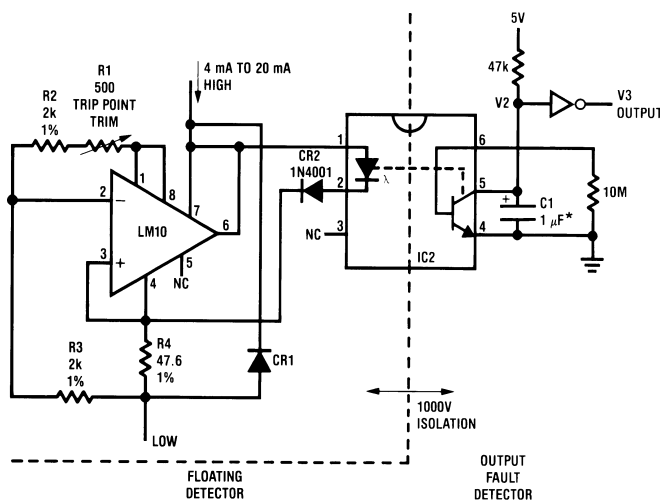 5V
R1
500
TRIP POINT
TRIM
R2
2k
1%
4 mA TO 20 mA
HIGH
47k
V2
V3
OUTPUT
1
8
2
−
7
LM10
6
3
+
5
NC
4
CR2
1N4001
1
2
λ
3
NC
IC2
6
5
4
+
C1
1 μF*
10M
R3
2k
1%
R4
47.6
1%
CR1
LOW
1000V
ISOLATION
FLOATING
DETECTOR
OUTPUT
FAULT
DETECTOR